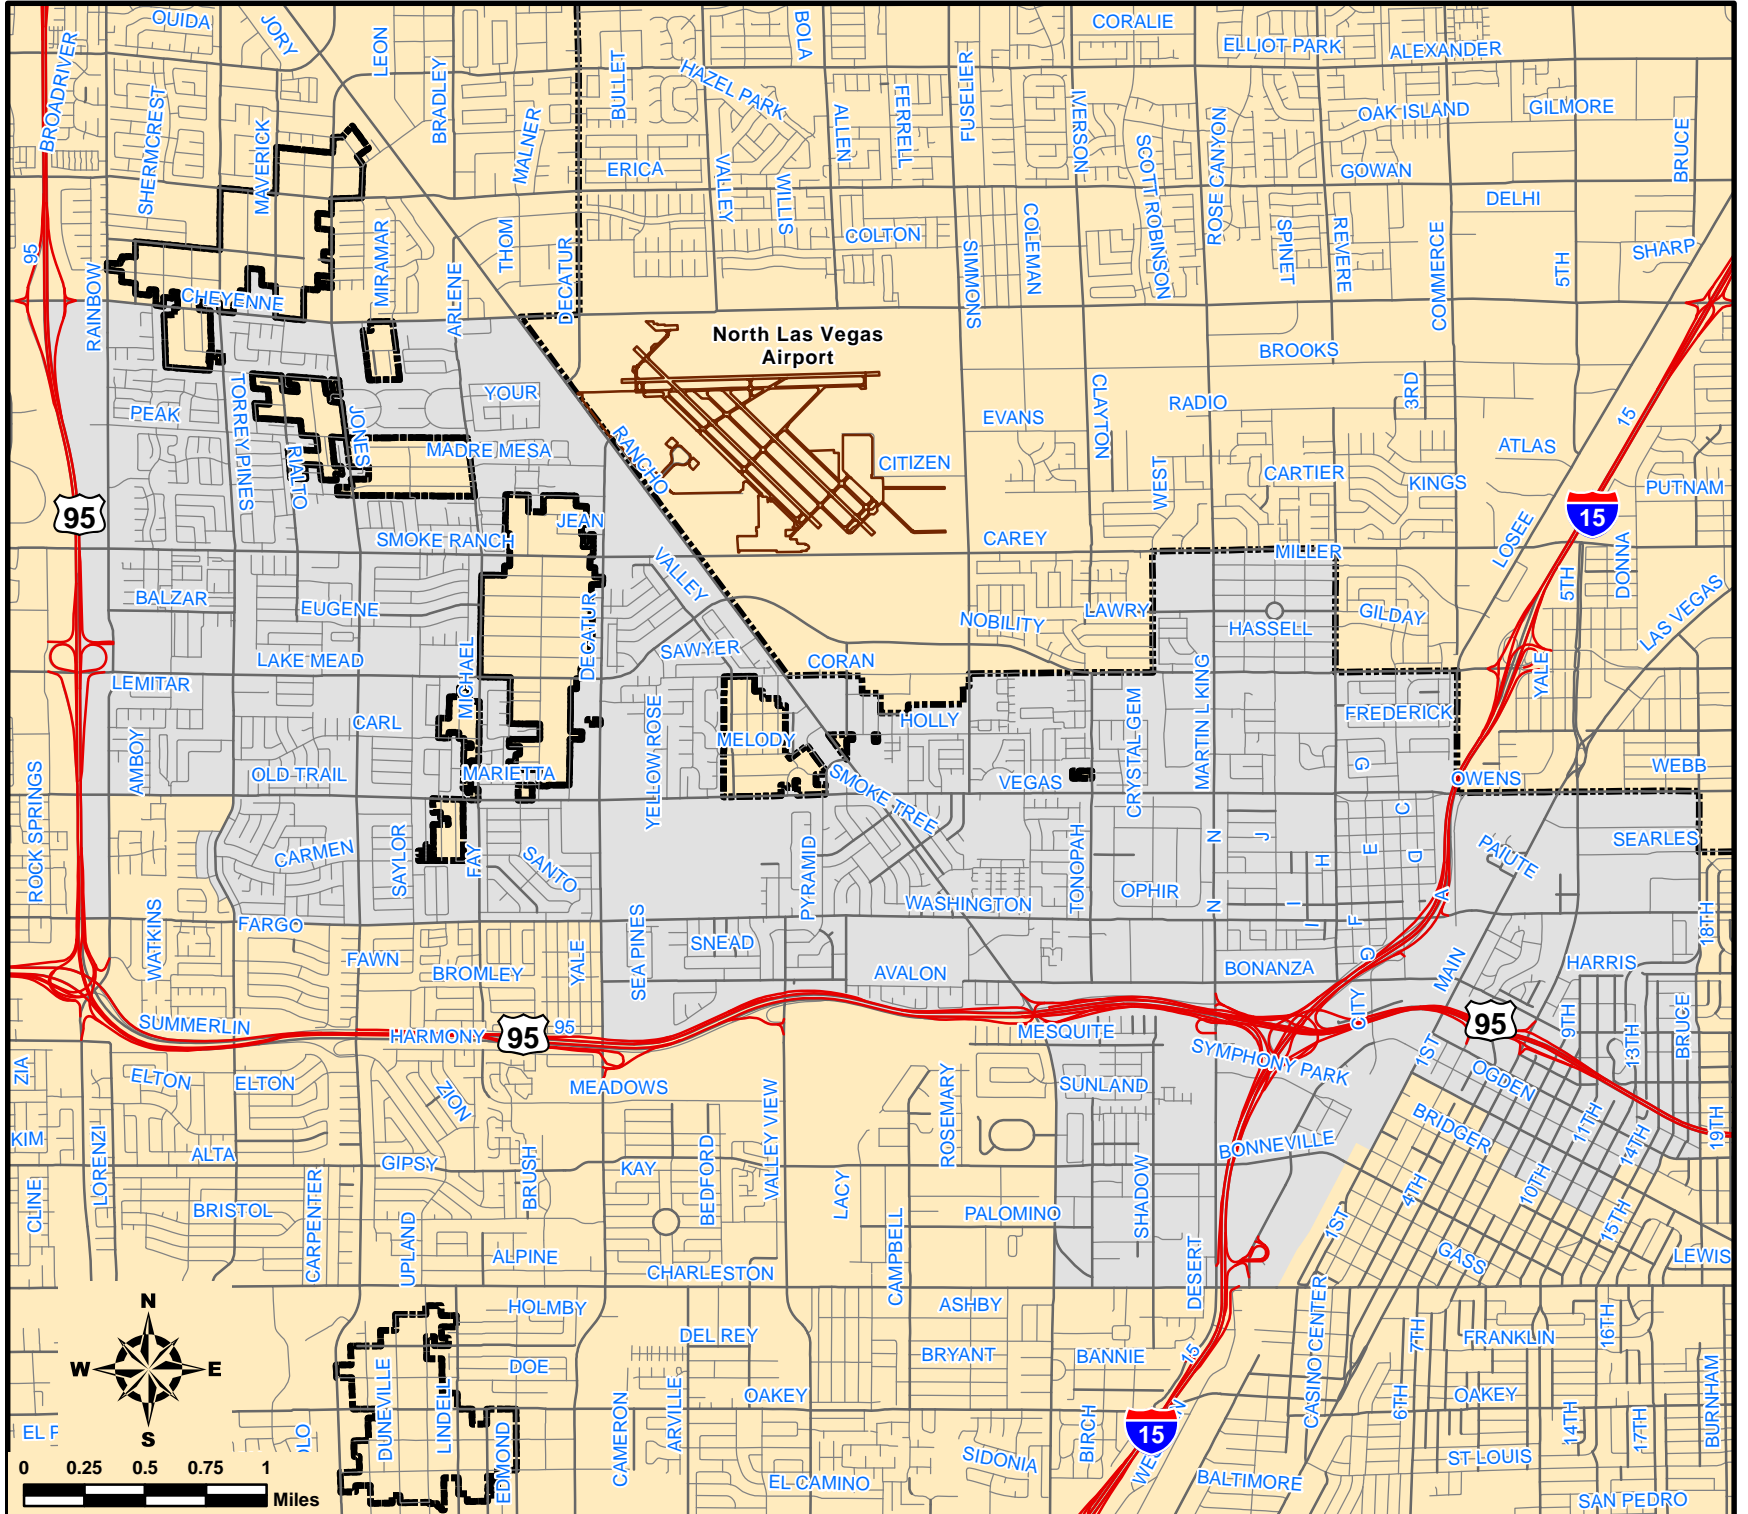 OUIDA
JORY
LEON
BOLA
CORALIE
ELLIOT PARK
ALEXANDER
BROADRIVER
BRADLEY
BULLET
HAZEL PARK
FUSELIER
SHERMCREST
MAVERICK
MALNER
ALLEN
FERRELL
IVERSON
SCOTT ROBINSON
ROSE CANYON
OAK ISLAND
GILMORE
BRUCE
ERICA
VALLEY
WILLIS
GOWAN
DELHI
95
RAINBOW
MIRAMAR
ARLENE
THOM
DECATUR
COLTON
SIMMONS
COLEMAN
SPINNET
REVERE
COMMERCE
5TH
SHARP
CHEYENNE
North Las Vegas
Airport
BROOKS
PEAK
TORREY PINES
RIALTO
JONES
YOUR
MADRE MESA
RANCHO
CITIZEN
EVANS
CLAYTON
RADIO
3RD
15
ATLAS
WEST
CARTIER
KINGS
PUTNAM
95
15
JEAN
SMOKE RANCH
CAREY
MILLER
LOSEE
VALLEY
BALZAR
EUGENE
DECATUR
NOBILITY
LAWRY
HASSELL
GILDAY
5TH
DONNA
LAS VEGAS
LAKE MEAD
MICHAEL
SAWYER
CORAN
MARTIN L KING
YALE
LEMITAR
AMBOY
CARL
YELLOW ROSE
MELODY
HOLLY
CRYSTAL GEM
FREDERICK
ROCK SPRINGS
OLD TRAIL
MARIETTA
SMOKE TREE
VEGAS
G
G
OWENS
WEBB
C
CARMEN
SAYLOR
FAY
SANTO
PYRAMID
TONOPAH
N
N
J
H
E
D
PAIUTE
SEARLES
OPHIR
WASHINGTON
I
I
F
G
A
FARGO
WATKINS
FAWN
BROMLEY
YALE
SEA PINES
SNEAD
AVALON
BONANZA
MAIN
HARRIS
18TH
SUMMERLIN
HARMONY
95
95
MESQUITE
CITY
95
9TH
13TH
BRUCE
ZIA
ELTON
ELTON
ZION
MEADOWS
VALLEY VIEW
ROSEMARY
SUNLAND
SYMPHONY PARK
1ST
OGDEN
KIM
LORENZI
ALTA
GIPSY
BRUSH
KAY
BEDFORD
BONNEVILLE
BRIDGER
11TH
14TH
19TH
CLINE
BRISTOL
CARPENTER
UPLAND
ALPINE
LACY
CAMPBELL
PALOMINO
SHADOW
1ST
4TH
10TH
15TH
CHARLESTON
DESERT
GASS
LEWIS
N
W
E
S
HOLMBY
DEL REY
ASHBY
CASINO CENTER
7TH
FRANKLIN
16TH
DUNEVILLE
LINDELL
DOE
BRYANT
BANNIE
15
OAKEY
6TH
OAKEY
BURNHAM
EDMOND
CAMERON
ARVILLE
EL CAMINO
SIDONIA
BIRCH
15
BALTIMORE
ST LOUIS
14TH
17TH
SAN PEDRO
0 0.25 0.5 0.75 1
Miles